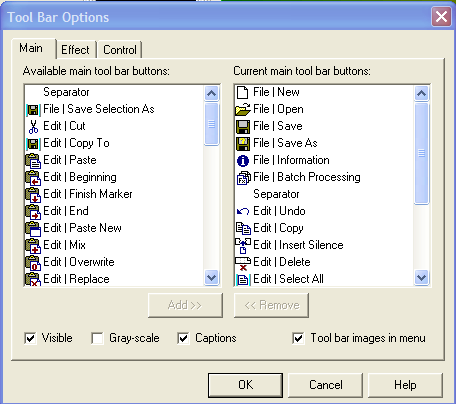 Tool Bar Options
Main Effect Control
Available main tool bar buttons:
Separator
File | Save Selection As
Edit | Cut
Edit | Copy To
Edit | Paste
Edit | Beginning
Edit | Finish Marker
Edit | End
Edit | Paste New
Edit | Mix
Edit | Overwrite
Edit | Replace
Current main tool bar buttons:
File | New
File | Open
File | Save
File | Save As
File | Information
File | Batch Processing
Separator
Edit | Undo
Edit | Copy
Edit | Insert Silence
Edit | Delete
Edit | Select All
Add >> << Remove
Visible Gray-scale Captions Tool bar images in menu
OK Cancel Help